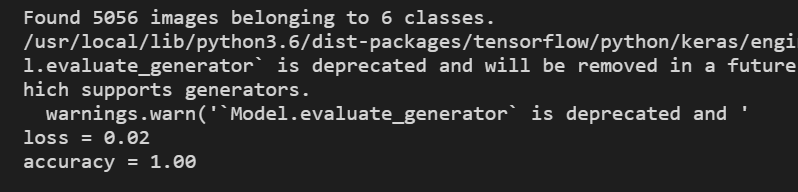 Found 5056 images belonging to 6 classes.
/usr/local/lib/python3.6/dist-packages/tensorflow/python/keras/engi
l.evaluate_generator` is deprecated and will be removed in a future
hich supports generators.
  warnings.warn('`Model.evaluate_generator` is deprecated and '
loss = 0.02
accuracy = 1.00